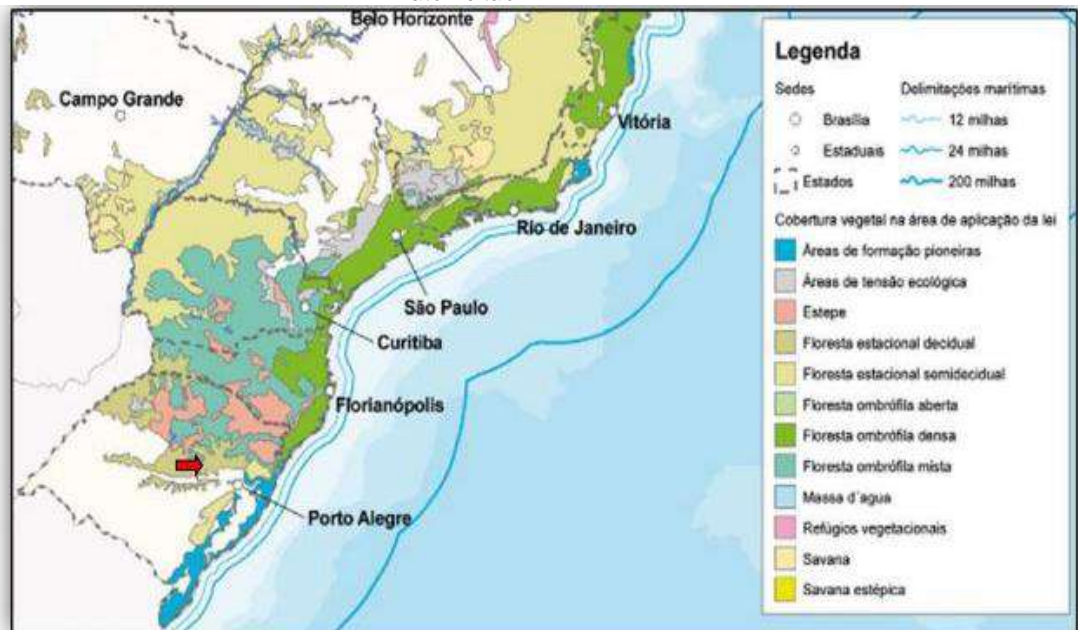 Belo Horizonte
Campo Grande
Vitória
Rio de Janeiro
São Paulo
Curitiba
Florianópolis
Porto Alegre
Legenda
Sedes
Brasília
Estaduais
Estados
Delimitações marítimas
12 milhas
24 milhas
200 milhas
Cobertura vegetal na área de aplicação da lei
Áreas de formação pioneiras
Áreas de tensão ecológica
Estepe
Floresta estacional decidual
Floresta estacional semidecidual
Floresta ombrófila aberta
Floresta ombrófila densa
Floresta ombrófila mista
Massa d´agua
Refúgios vegetacionais
Savana
Savana estépica